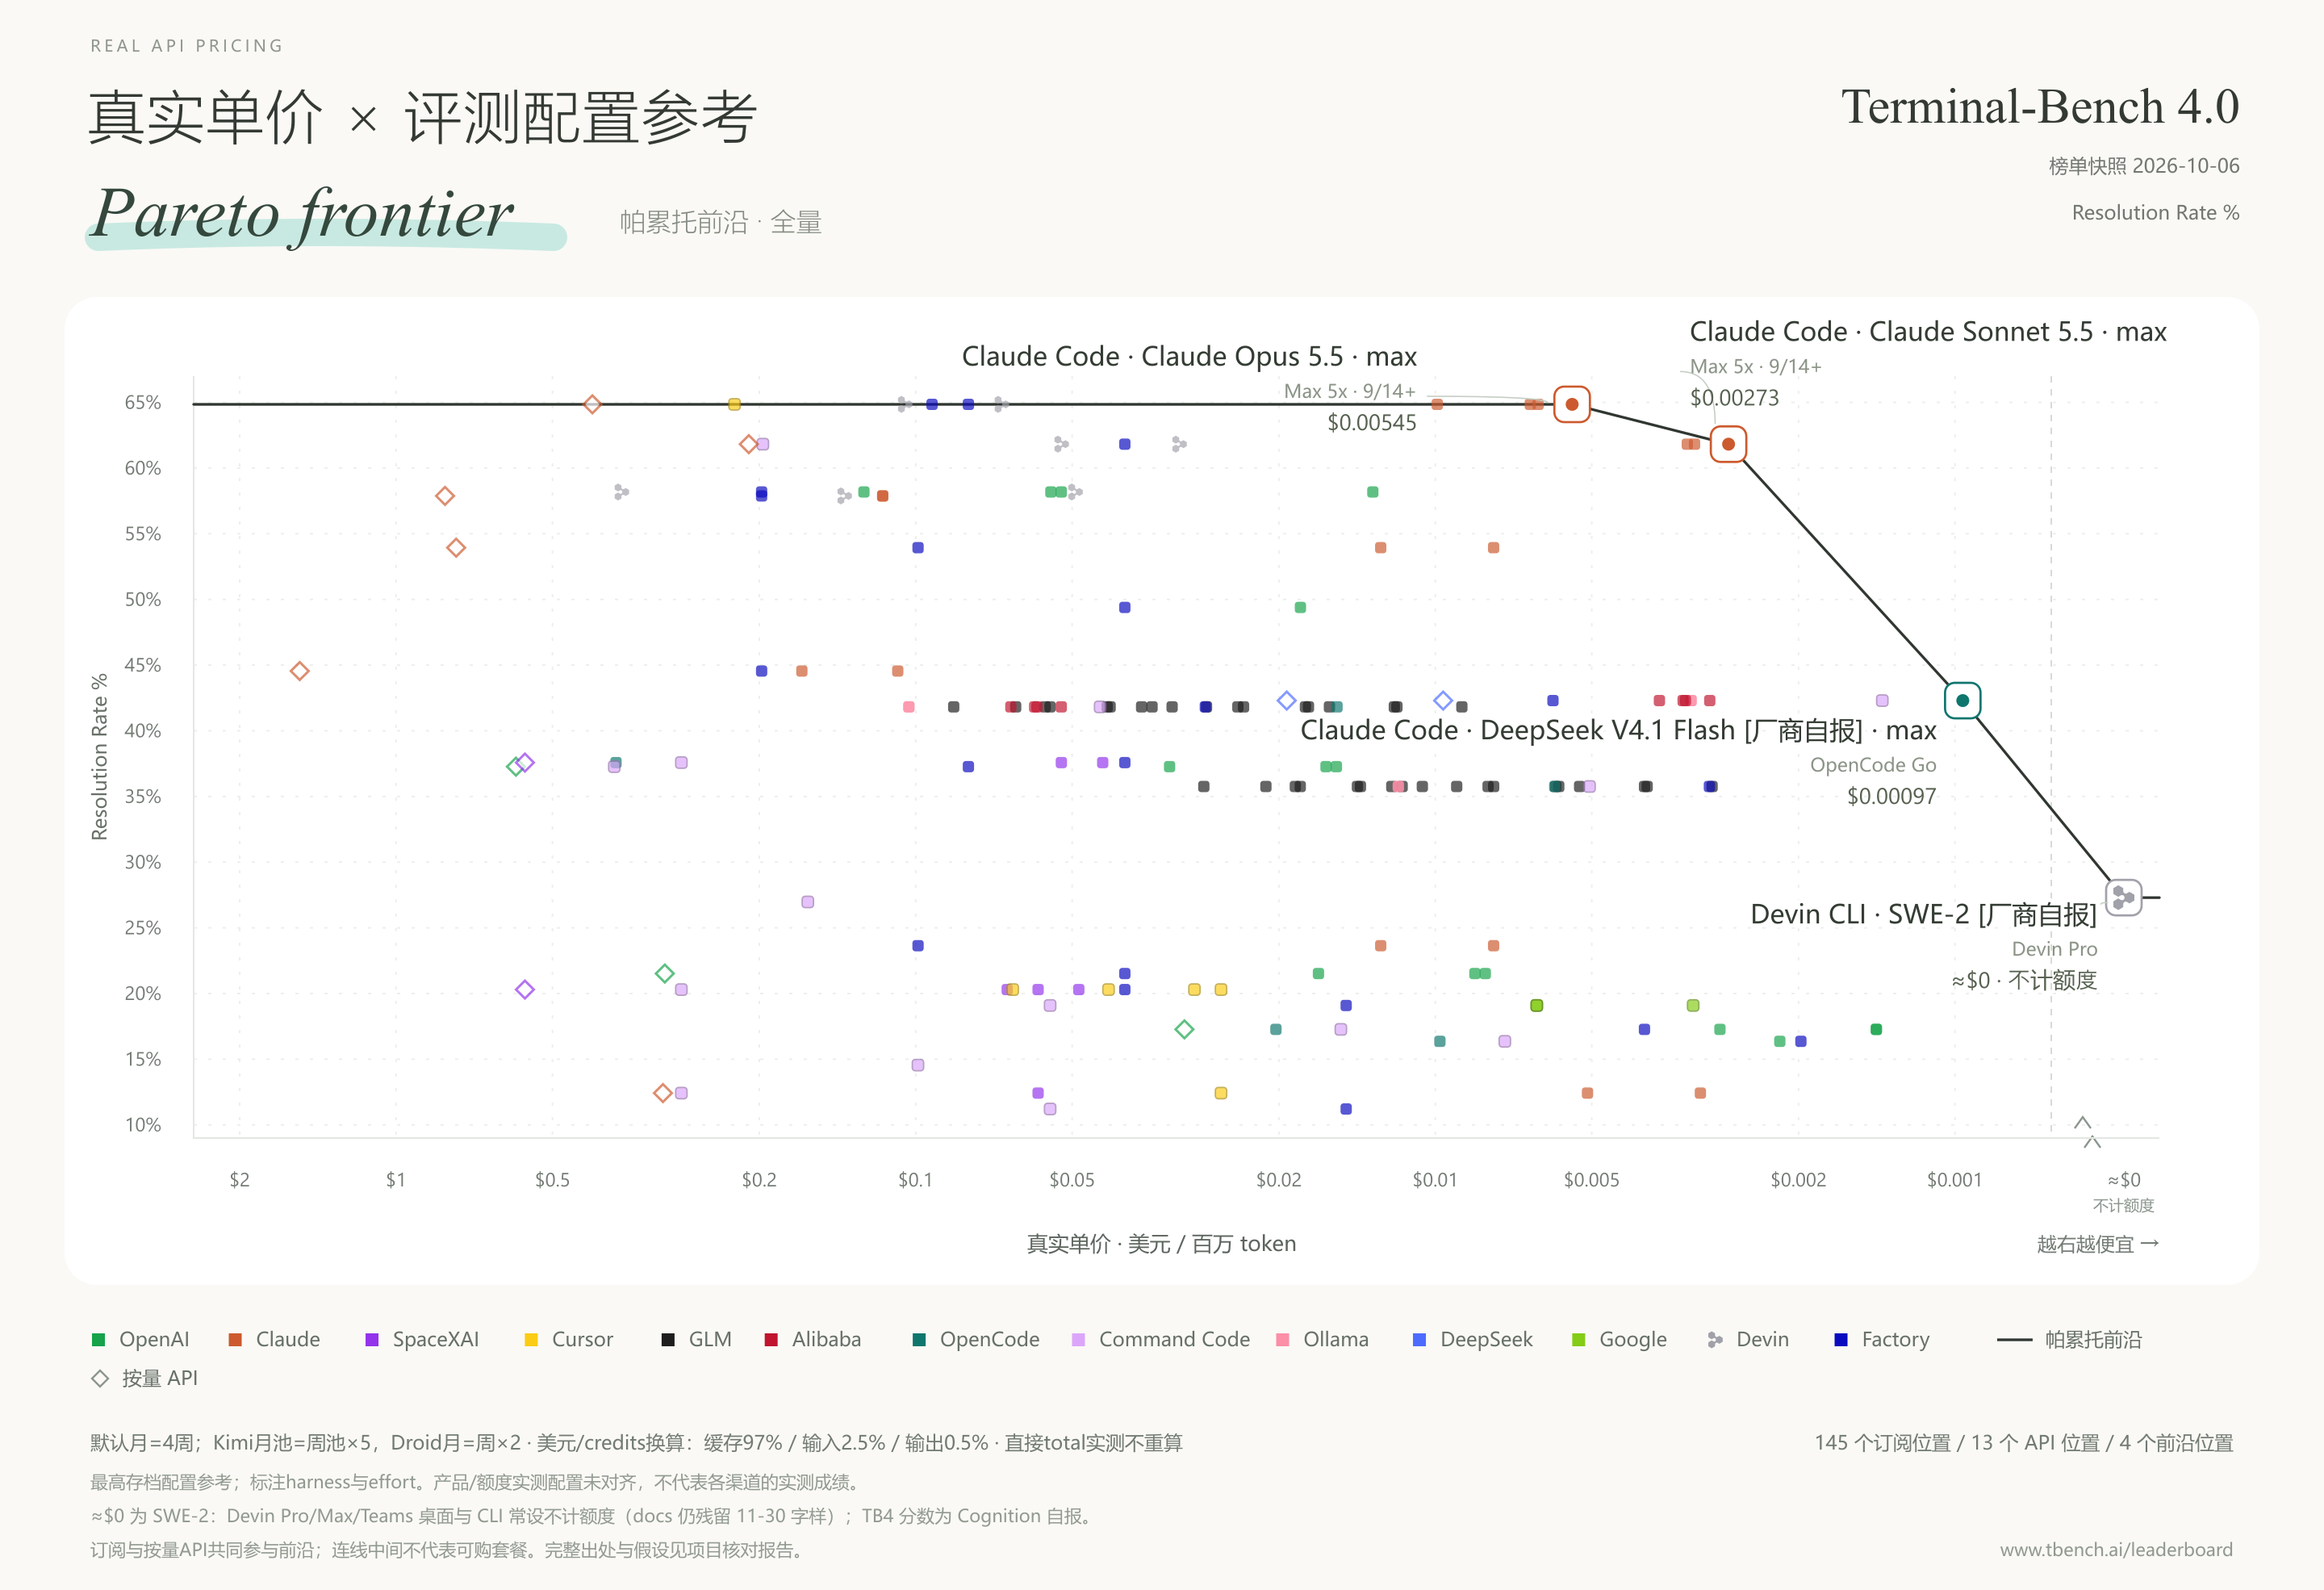 REAL API PRICING
真实单价 × 评测配置参考
Pareto frontier
帕累托前沿 · 全量
Terminal-Bench 4.0
榜单快照 2026-10-06
Resolution Rate %
Claude Code · Claude Sonnet 5.5 · max
Max 5x · 9/14+
$0.00273
Claude Code · Claude Opus 5.5 · max
Max 5x · 9/14+
$0.00545
Claude Code · DeepSeek V4.1 Flash [厂商自报] · max
OpenCode Go
$0.00097
Devin CLI · SWE-2 [厂商自报]
Devin Pro
≈$0 · 不计额度
Resolution Rate %
65%
60%
55%
50%
45%
40%
35%
30%
25%
20%
15%
10%
$2 $1 $0.5 $0.2 $0.1 $0.05 $0.02 $0.01 $0.005 $0.002 $0.001 ≈$0
不计额度
真实单价 · 美元 / 百万 token
越右越便宜 →
OpenAI Claude SpaceXAI Cursor GLM Alibaba OpenCode Command Code Ollama DeepSeek Google Devin Factory 帕累托前沿
按量 API
默认月=4周；Kimi月池=周池×5，Droid月=周×2 · 美元/credits换算：缓存97% / 输入2.5% / 输出0.5% · 直接total实测不重算
145 个订阅位置 / 13 个 API 位置 / 4 个前沿位置
最高存档配置参考；标注harness与effort。产品/额度实测配置未对齐，不代表各渠道的实测成绩。
≈$0 为 SWE-2：Devin Pro/Max/Teams 桌面与 CLI 常设不计额度（docs 仍残留 11-30 字样）；TB4 分数为 Cognition 自报。
订阅与按量API共同参与前沿；连线中间不代表可购套餐。完整出处与假设见项目核对报告。
www.tbench.ai/leaderboard